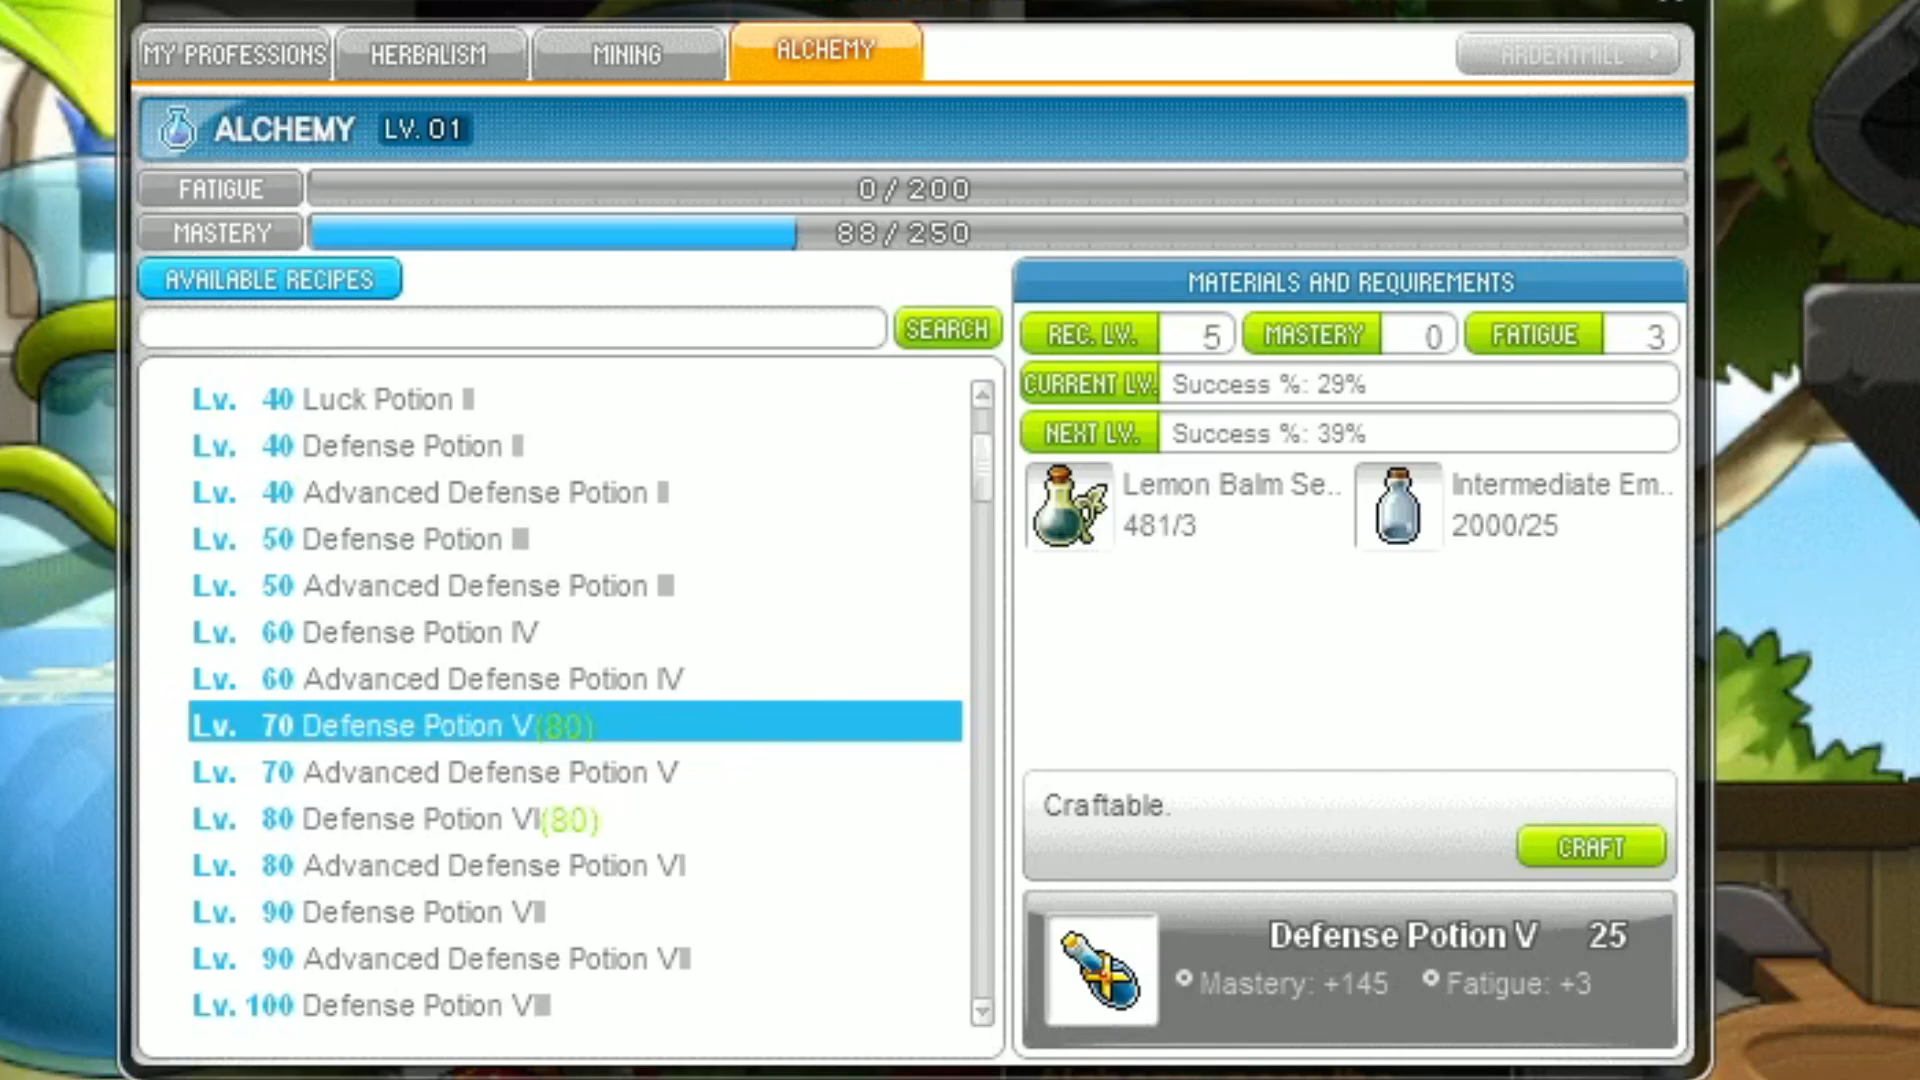 MY PROFESSIONS
HERBALISM
MINING
ALCHEMY
ARDENTMILL
ALCHEMY LV. 01
FATIGUE 0 / 200
MASTERY 88 / 250
AVAILABLE RECIPES
SEARCH
Lv. 40 Luck Potion II
Lv. 40 Defense Potion II
Lv. 40 Advanced Defense Potion II
Lv. 50 Defense Potion III
Lv. 50 Advanced Defense Potion III
Lv. 60 Defense Potion IV
Lv. 60 Advanced Defense Potion IV
Lv. 70 Defense Potion V(80)
Lv. 70 Advanced Defense Potion V
Lv. 80 Defense Potion VI(80)
Lv. 80 Advanced Defense Potion VI
Lv. 90 Defense Potion VII
Lv. 90 Advanced Defense Potion VII
Lv. 100 Defense Potion VIII
MATERIALS AND REQUIREMENTS
REC. LV. 5 MASTERY 0 FATIGUE 3
CURRENT LV. Success %: 29%
NEXT LV. Success %: 39%
Lemon Balm Se..
481/3
Intermediate Em..
2000/25
Craftable.
CRAFT
Defense Potion V 25
Mastery: +145 Fatigue: +3